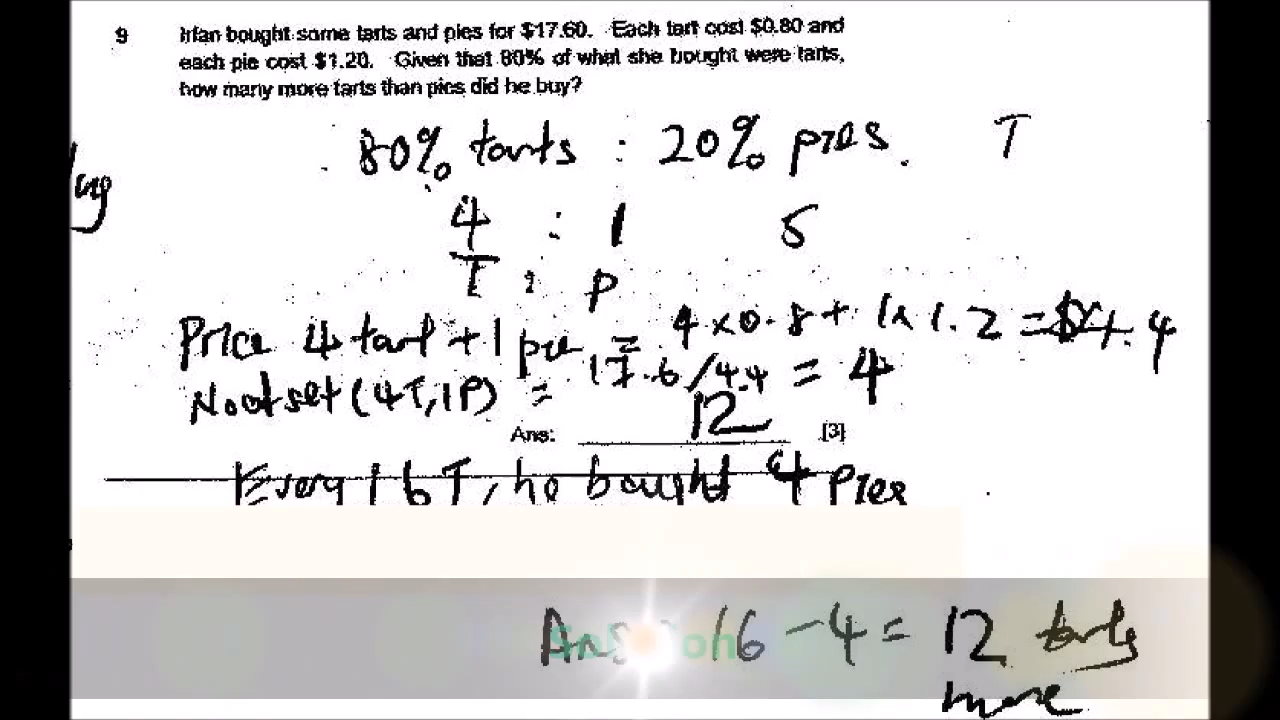 9 Irfan bought some tarts and pies for $17.60. Each tart cost $0.80 and
each pie cost $1.20. Given that 80% of what she bought were tarts,
how many more tarts than pies did he buy?
80% tarts : 20% pies. T
4 : 1 5
T : P
Price 4 tart + 1 pie = 4 x 0.8 + 1 x 1.2 = $4.4
No of set (4T, 1P) = 17.6/4.4 = 4
Ans: 12 [3]
Every 16T, he bought 4 Pies
Ans: 16 - 4 = 12 tarts
more
Solution